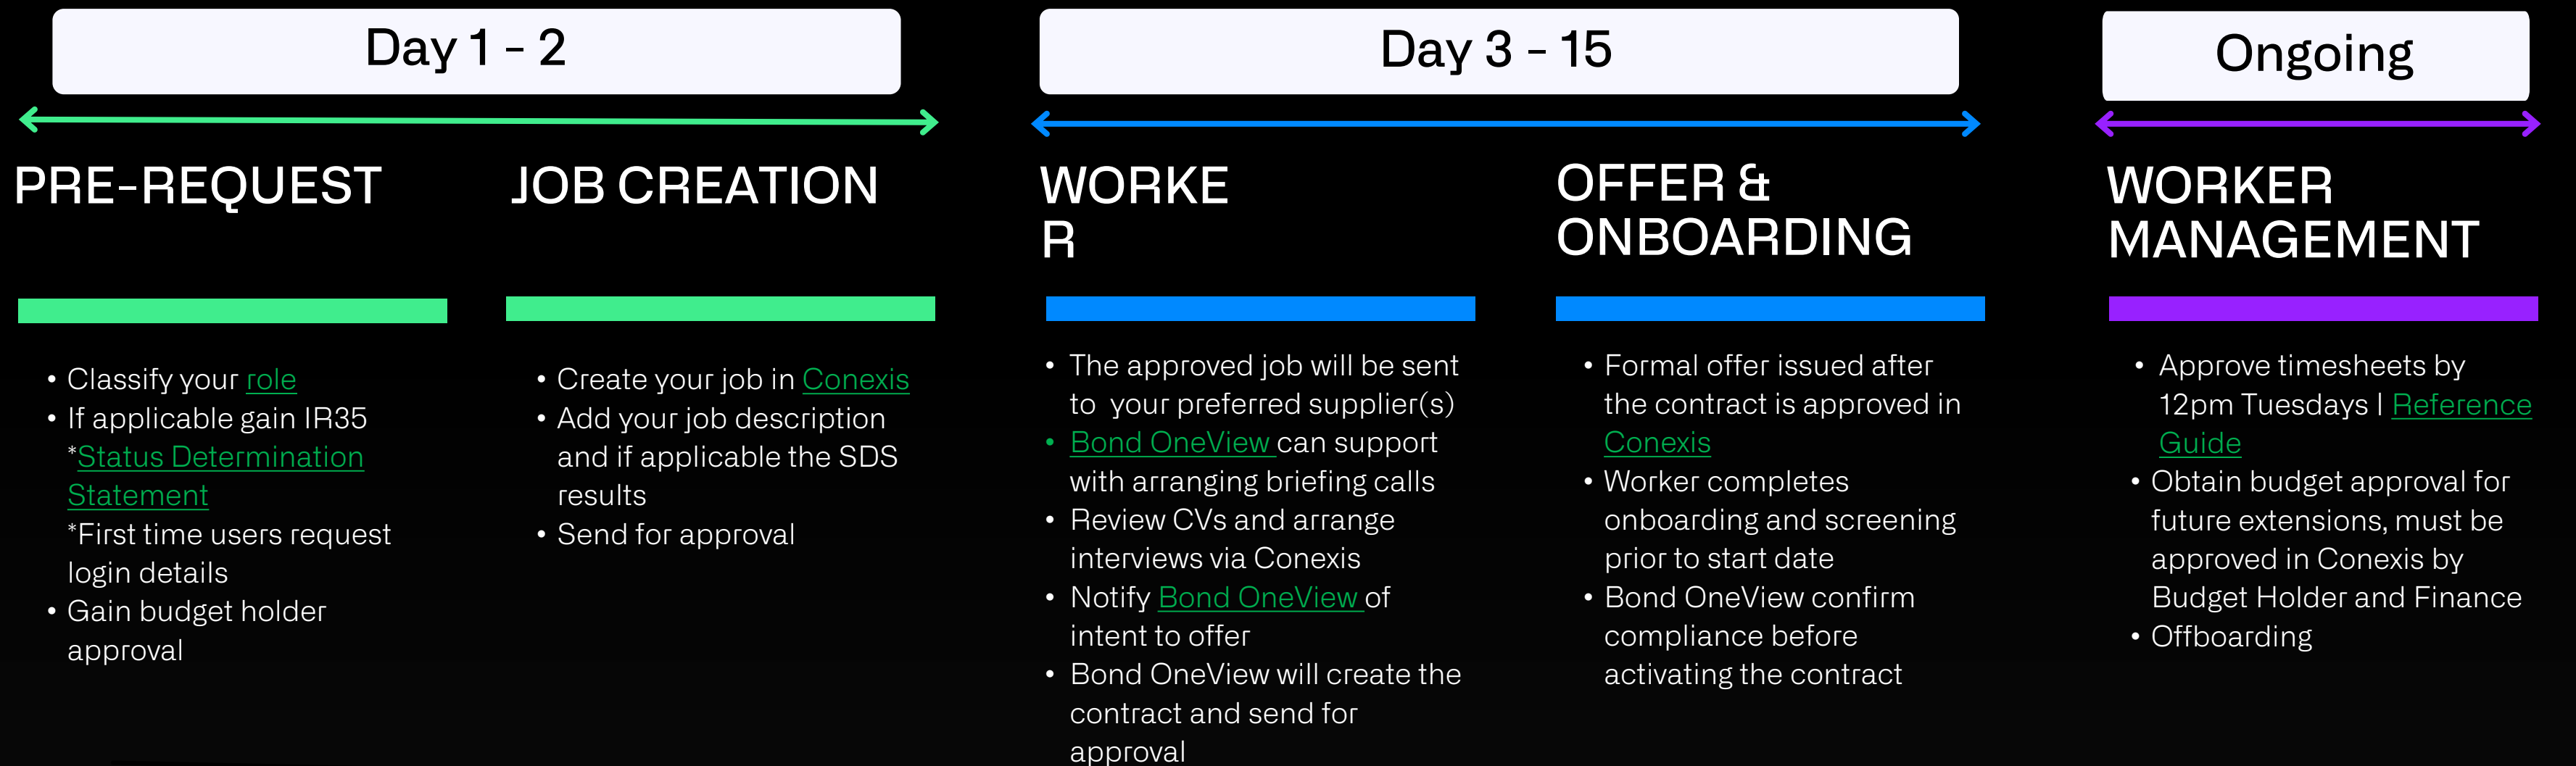 Day 1 - 2
PRE-REQUEST
• Classify your role
• If applicable gain IR35
*Status Determination
Statement
*First time users request
login details
• Gain budget holder
approval
JOB CREATION
• Create your job in Conexis
• Add your job description
and if applicable the SDS
results
• Send for approval
Day 3 - 15
WORKE
R
• The approved job will be sent
to your preferred supplier(s)
• Bond OneView can support
with arranging briefing calls
• Review CVs and arrange
interviews via Conexis
• Notify Bond OneView of
intent to offer
• Bond OneView will create the
contract and send for
approval
OFFER &
ONBOARDING
• Formal offer issued after
the contract is approved in
Conexis
• Worker completes
onboarding and screening
prior to start date
• Bond OneView confirm
compliance before
activating the contract
Ongoing
WORKER
MANAGEMENT
• Approve timesheets by
12pm Tuesdays | Reference
Guide
• Obtain budget approval for
future extensions, must be
approved in Conexis by
Budget Holder and Finance
• Offboarding